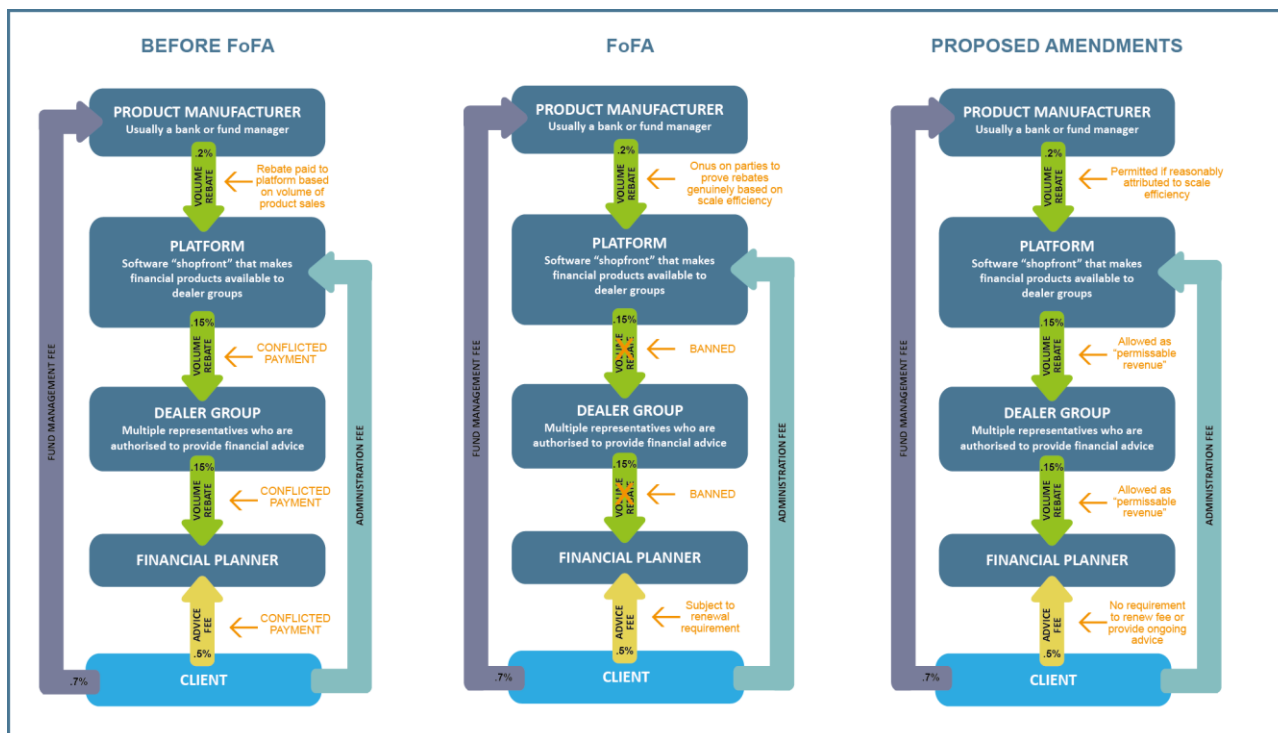 BEFORE FoFA
PRODUCT MANUFACTURER
Usually a bank or fund manager
.2%
VOLUME
REBATE
Rebate paid to
platform based
on volume of
product sales
PLATFORM
Software “shopfront” that makes
financial products available to
dealer groups
.15%
VOLUME
REBATE
CONFLICTED
PAYMENT
DEALER GROUP
Multiple representatives who are
authorised to provide financial advice
.15%
VOLUME
REBATE
CONFLICTED
PAYMENT
FINANCIAL PLANNER
ADVICE
FEE
.5%
CONFLICTED
PAYMENT
CLIENT
.7%
FUND MANAGEMENT FEE
ADMINISTRATION FEE
FoFA
PRODUCT MANUFACTURER
Usually a bank or fund manager
.2%
VOLUME
REBATE
Onus on parties to
prove rebates
genuinely based on
scale efficiency
PLATFORM
Software “shopfront” that makes
financial products available to
dealer groups
.15%
VOLUME
REBATE
BANNED
DEALER GROUP
Multiple representatives who are
authorised to provide financial advice
.15%
VOLUME
REBATE
BANNED
FINANCIAL PLANNER
ADVICE
FEE
.5%
Subject to
renewal
requirement
CLIENT
.7%
FUND MANAGEMENT FEE
ADMINISTRATION FEE
PROPOSED AMENDMENTS
PRODUCT MANUFACTURER
Usually a bank or fund manager
.2%
VOLUME
REBATE
Permitted if reasonably
attributed to scale
efficiency
PLATFORM
Software “shopfront” that makes
financial products available to
dealer groups
.15%
VOLUME
REBATE
Allowed as
“permissable
revenue”
DEALER GROUP
Multiple representatives who are
authorised to provide financial advice
.15%
VOLUME
REBATE
Allowed as
“permissable
revenue”
FINANCIAL PLANNER
ADVICE
FEE
.5%
No requirement
to renew fee or
provide ongoing
advice
CLIENT
.7%
FUND MANAGEMENT FEE
ADMINISTRATION FEE